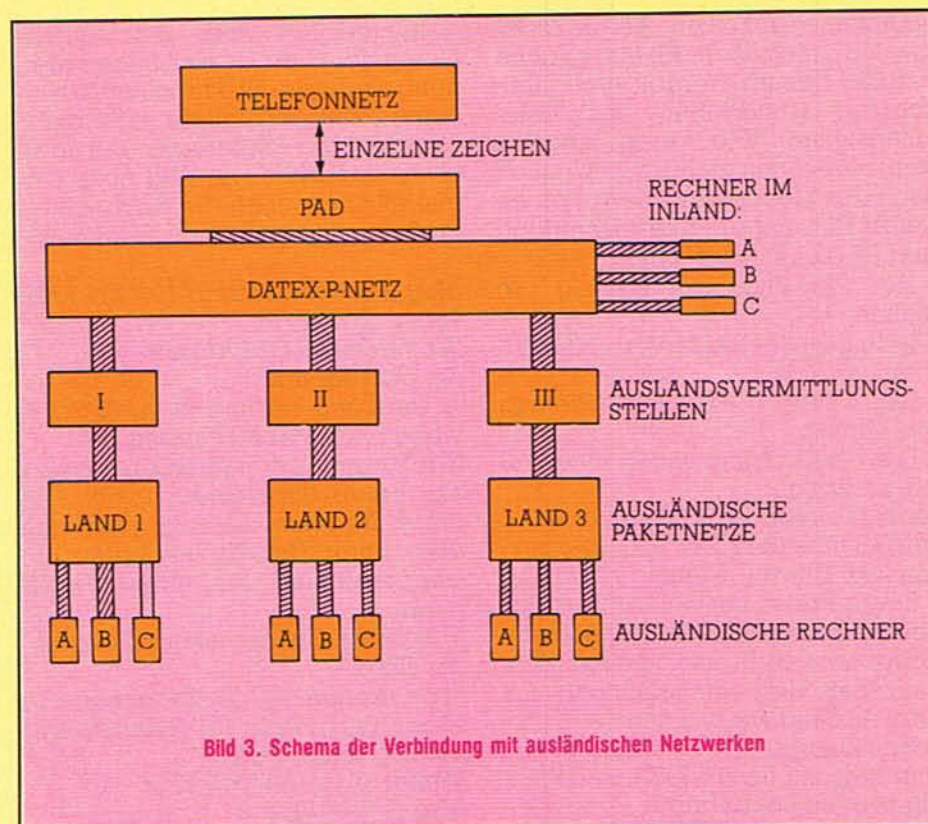 TELEFONNETZ
EINZELNE ZEICHEN
PAD
RECHNER IM
INLAND:
A
B
C
DATEX-P-NETZ
I
II
III
AUSLANDSVERMITTLUNGS-
STELLEN
LAND 1
LAND 2
LAND 3
AUSLÄNDISCHE
PAKETNETZE
A B C
A B C
A B C
AUSLÄNDISCHE RECHNER
Bild 3. Schema der Verbindung mit ausländischen Netzwerken